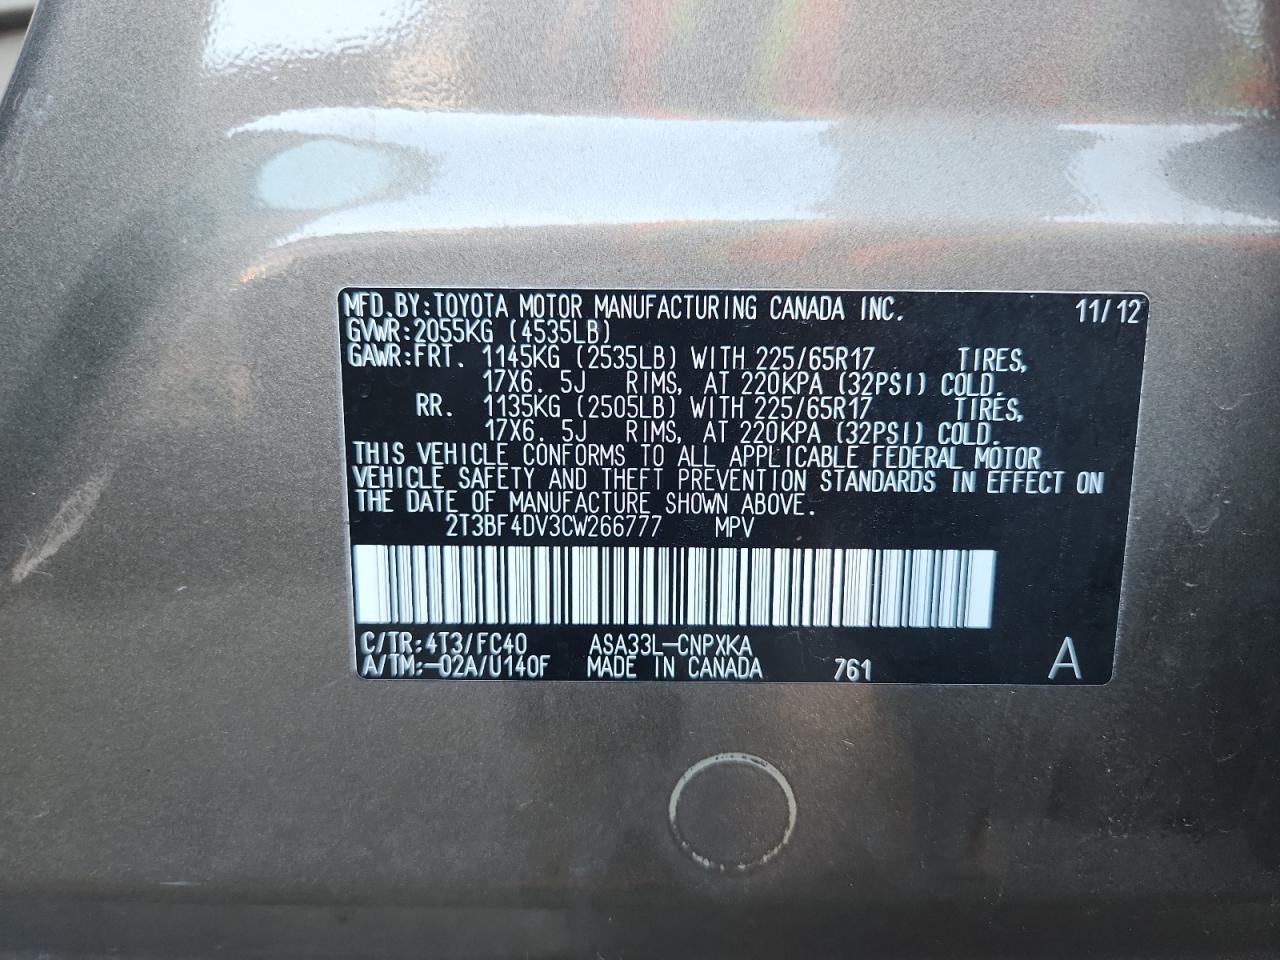 MFD.BY:TOYOTA MOTOR MANUFACTURING CANADA INC. 11/12
GVWR:2055KG (4535LB)
GAWR:FRT. 1145KG (2535LB) WITH 225/65R17 TIRES,
17X6. 5J RIMS, AT 220KPA (32PSI) COLD.
RR. 1135KG (2505LB) WITH 225/65R17 TIRES,
17X6. 5J RIMS, AT 220KPA (32PSI) COLD.
THIS VEHICLE CONFORMS TO ALL APPLICABLE FEDERAL MOTOR
VEHICLE SAFETY AND THEFT PREVENTION STANDARDS IN EFFECT ON
THE DATE OF MANUFACTURE SHOWN ABOVE.
2T3BF4DV3CW266777 MPV
C/TR:4T3/FC40 ASA33L-CNPXKA
A/TM:-02A/U140F MADE IN CANADA 761 A